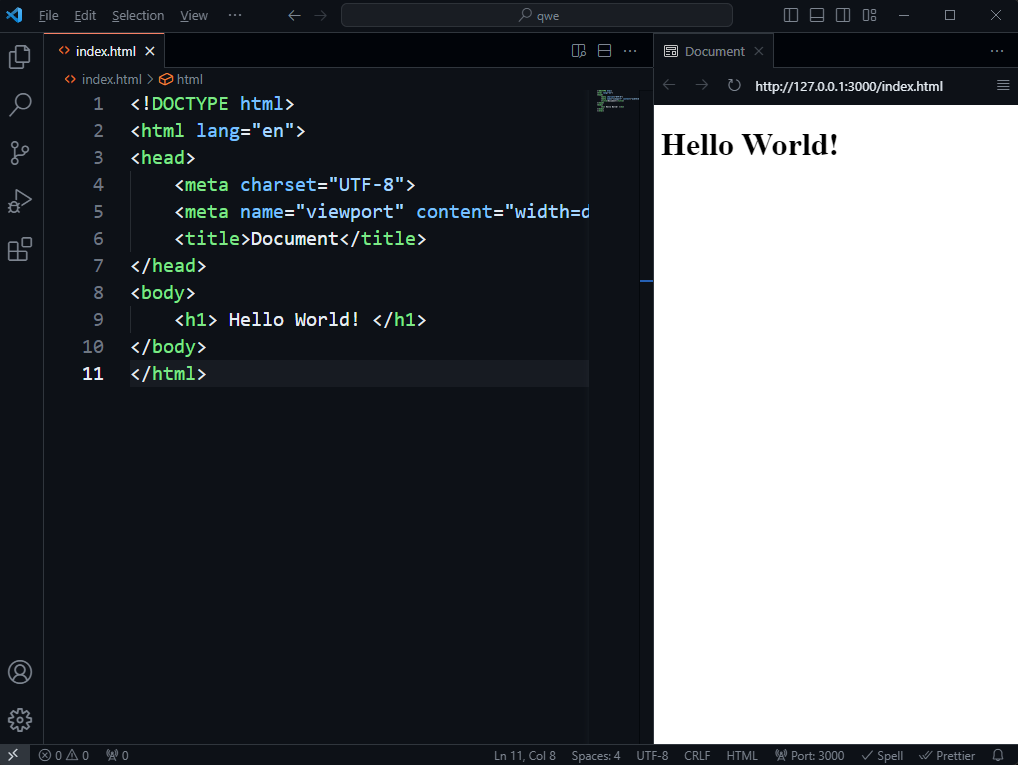 File Edit Selection View ··· qwe
index.html Document
index.html > html
http://127.0.0.1:3000/index.html
1 <!DOCTYPE html>
2 <html lang="en">
3 <head>
4 <meta charset="UTF-8">
5 <meta name="viewport" content="width=d
6 <title>Document</title>
7 </head>
8 <body>
9 <h1> Hello World! </h1>
10 </body>
11 </html>
Hello World!
0 0 0 Ln 11, Col 8 Spaces: 4 UTF-8 CRLF HTML Port: 3000 Spell Prettier